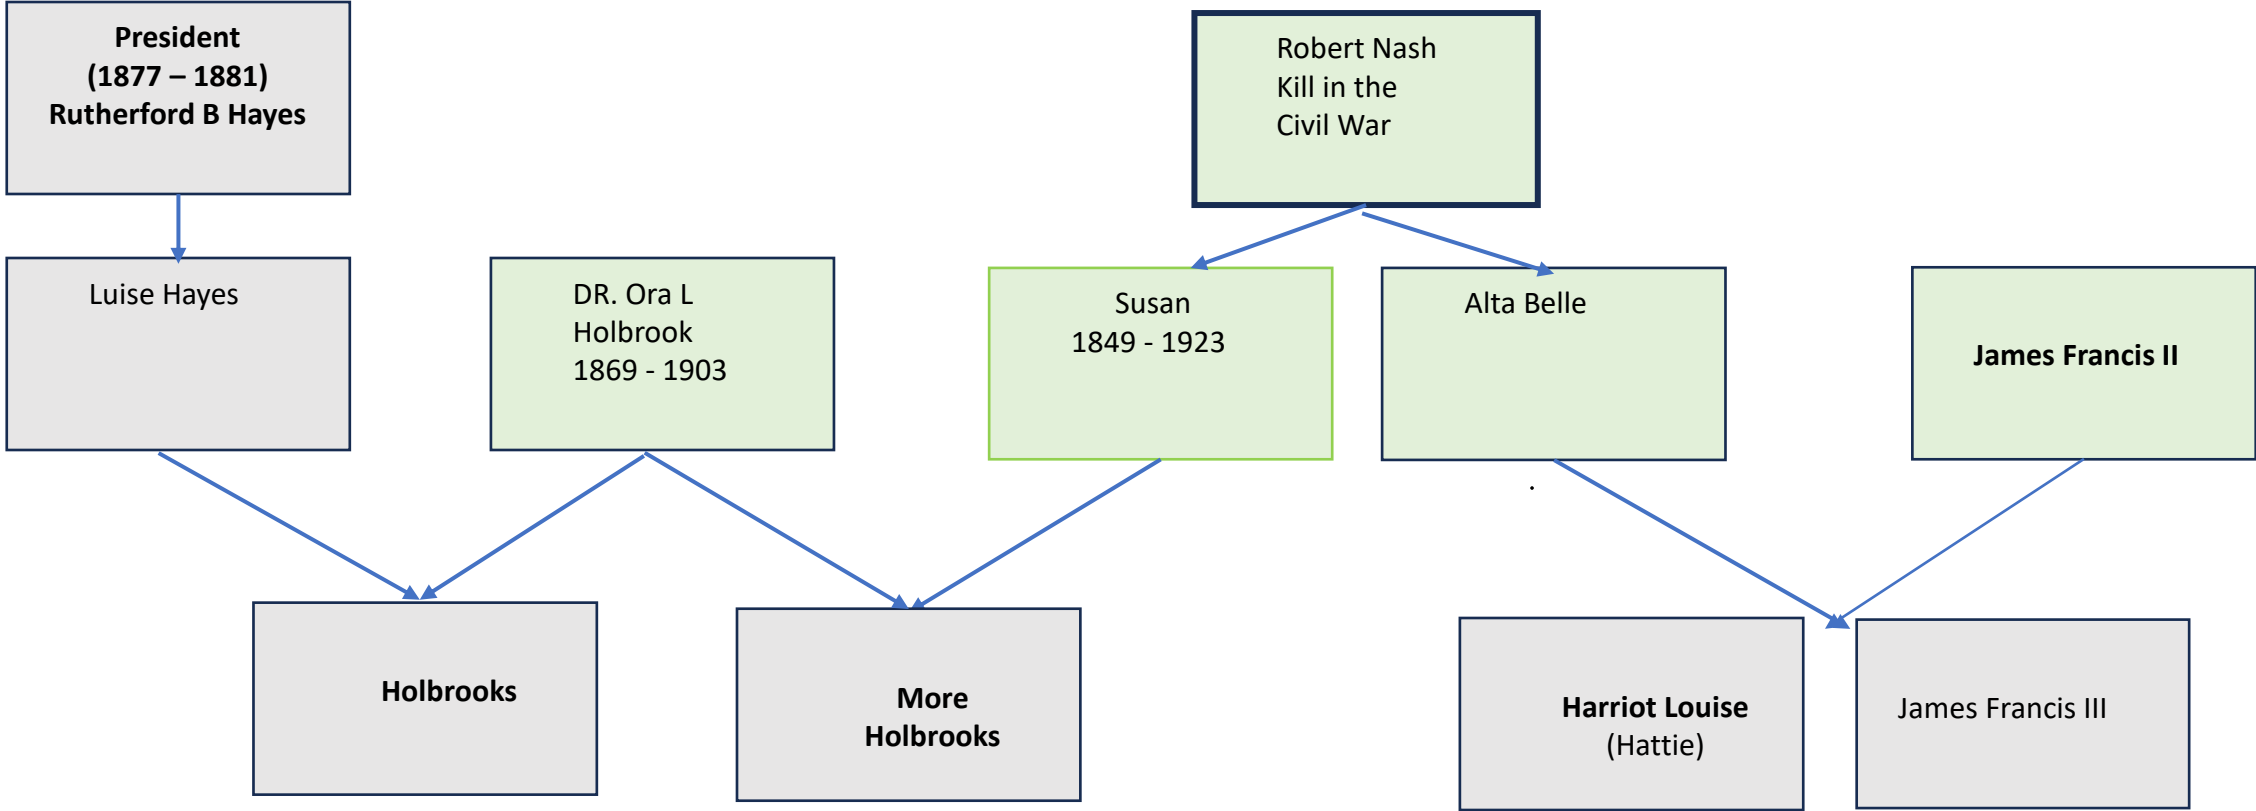 President
(1877 – 1881)
Rutherford B Hayes
Robert Nash
Kill in the
Civil War
Luise Hayes
DR. Ora L
Holbrook
1869 - 1903
Susan
1849 - 1923
Alta Belle
James Francis II
.
Holbrooks
More
Holbrooks
Harriot Louise
(Hattie)
James Francis III